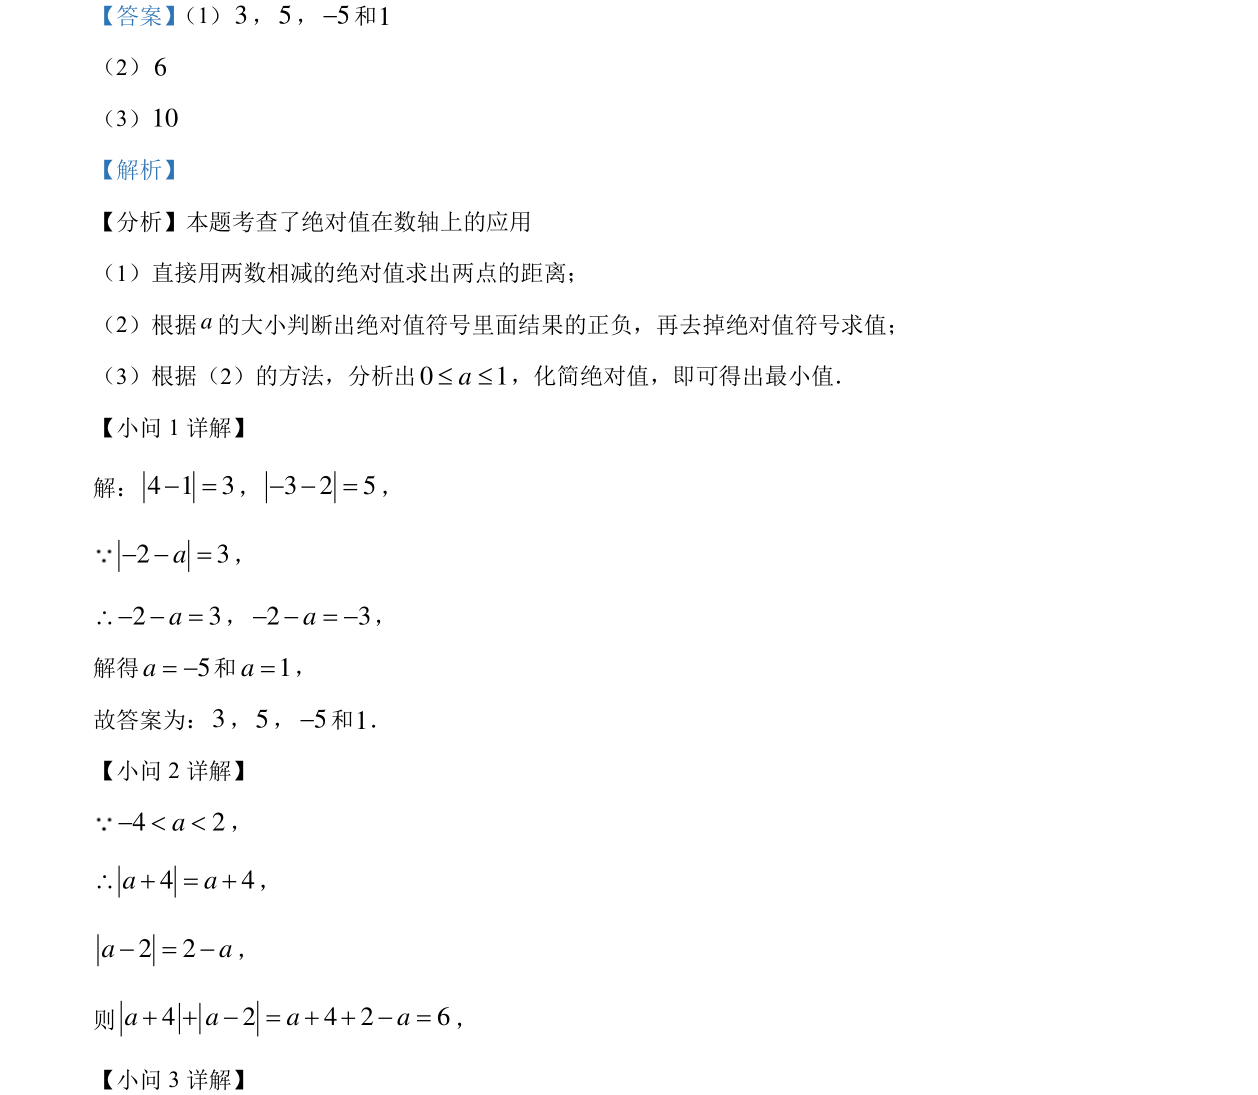 【答案】（1）3，5，−5和1
（2）6
（3）10
【解析】
【分析】本题考查了绝对值在数轴上的应用
（1）直接用两数相减的绝对值求出两点的距离；
（2）根据a的大小判断出绝对值符号里面结果的正负，再去掉绝对值符号求值；
（3）根据（2）的方法，分析出0≤a≤1，化简绝对值，即可得出最小值．
【小问1详解】
解：|4−1|=3，|−3−2|=5，
∵|−2−a|=3，
∴−2−a=3，−2−a=−3，
解得a=−5和a=1，
故答案为：3，5，−5和1．
【小问2详解】
∵−4<a<2，
∴|a+4|=a+4，
|a−2|=2−a，
则|a+4|+|a−2|=a+4+2−a=6，
【小问3详解】